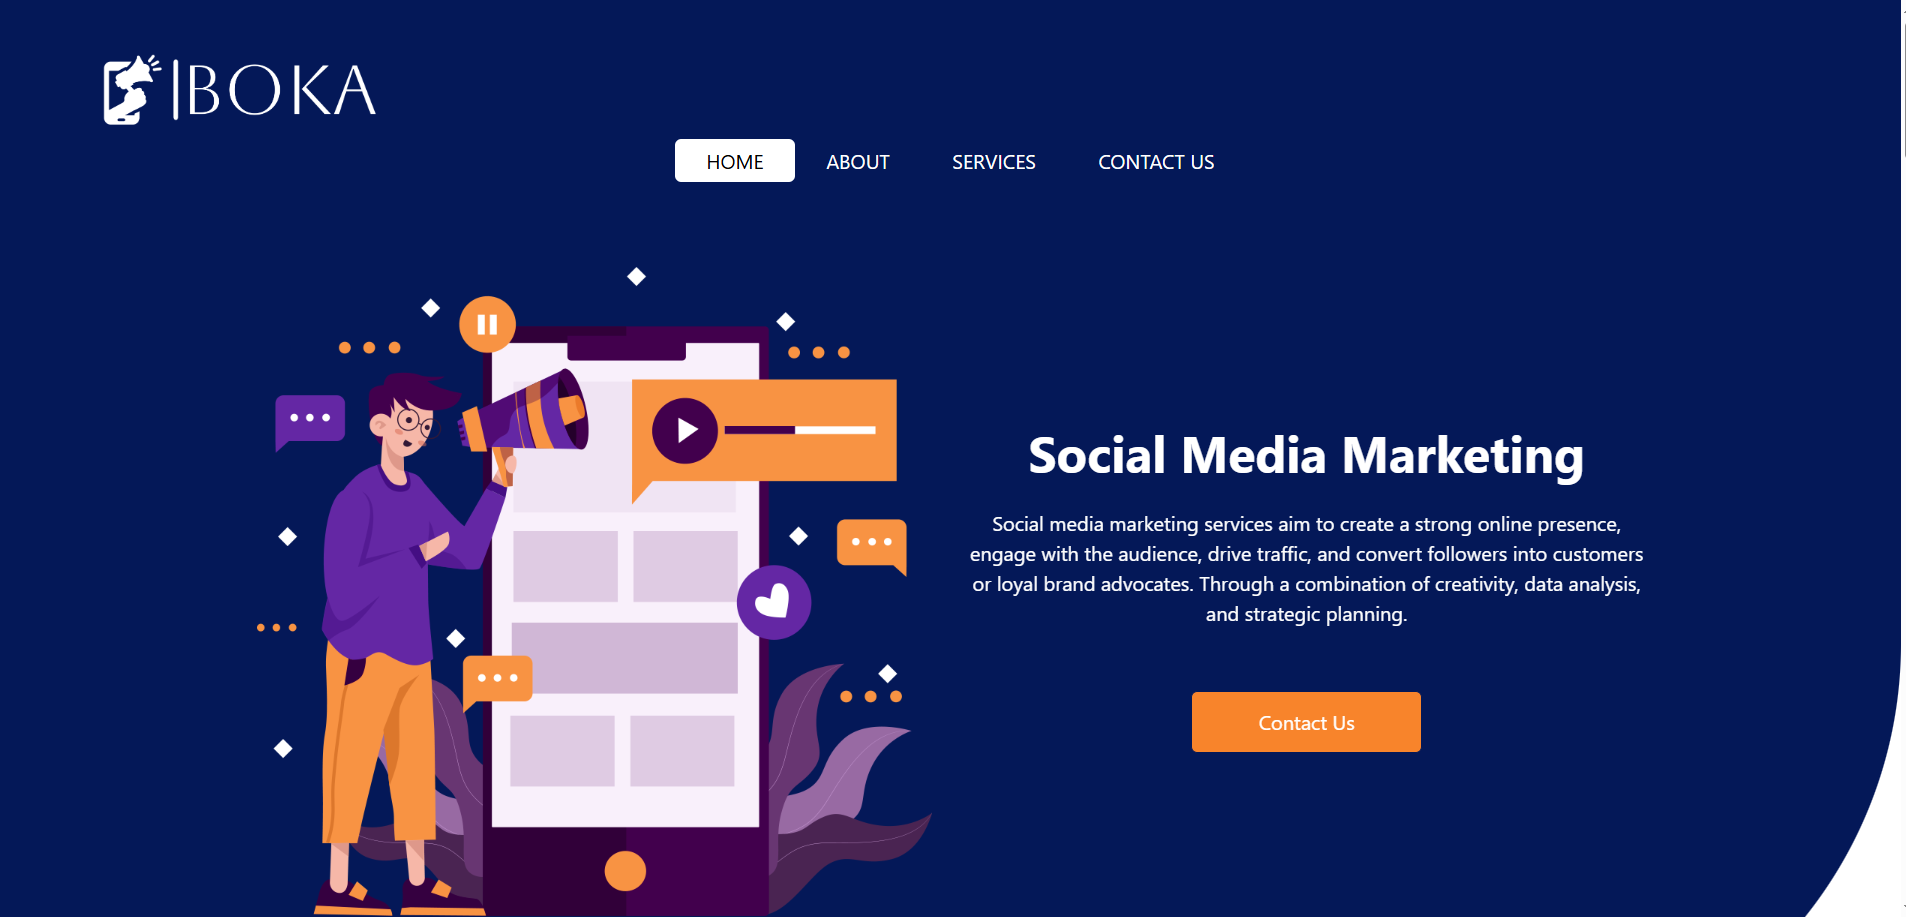 BOKA
HOME ABOUT SERVICES CONTACT US
Social Media Marketing
Social media marketing services aim to create a strong online presence,
engage with the audience, drive traffic, and convert followers into customers
or loyal brand advocates. Through a combination of creativity, data analysis,
and strategic planning.
Contact Us